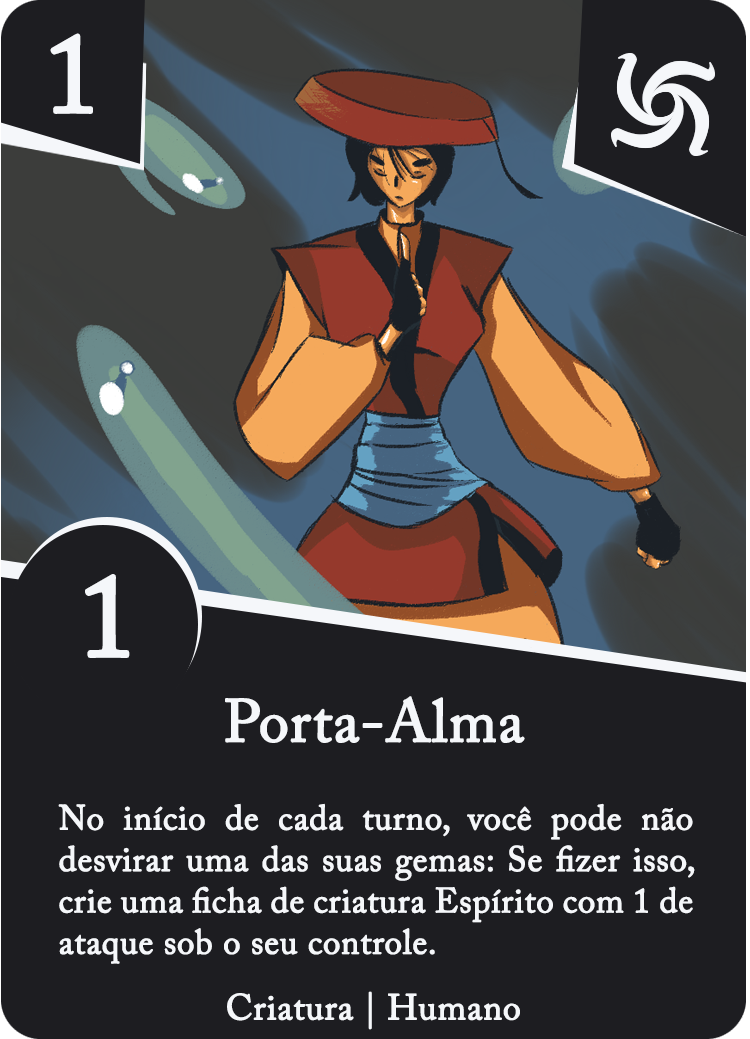 1
1
Porta-Alma
No início de cada turno, você pode não
desvirar uma das suas gemas: Se fizer isso,
crie uma ficha de criatura Espírito com 1 de
ataque sob o seu controle.
Criatura | Humano